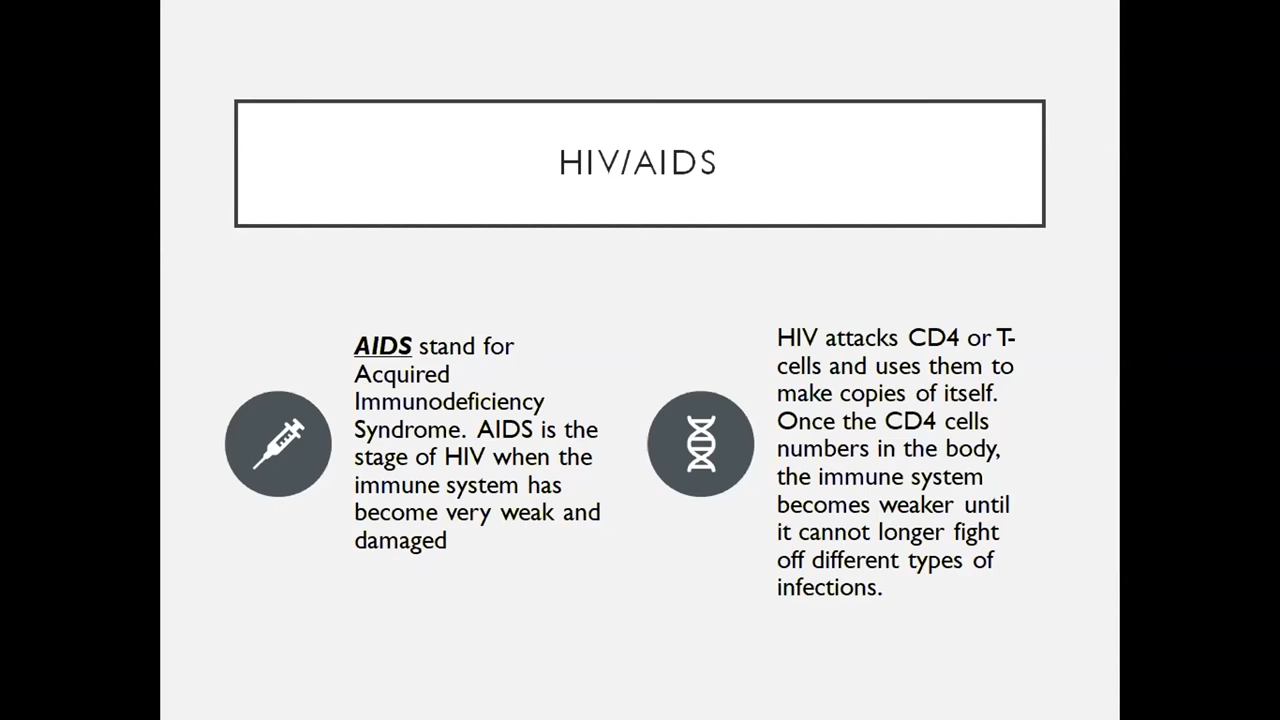 HIV/AIDS
AIDS stand for
Acquired
Immunodeficiency
Syndrome. AIDS is the
stage of HIV when the
immune system has
become very weak and
damaged
HIV attacks CD4 or T-
cells and uses them to
make copies of itself.
Once the CD4 cells
numbers in the body,
the immune system
becomes weaker until
it cannot longer fight
off different types of
infections.